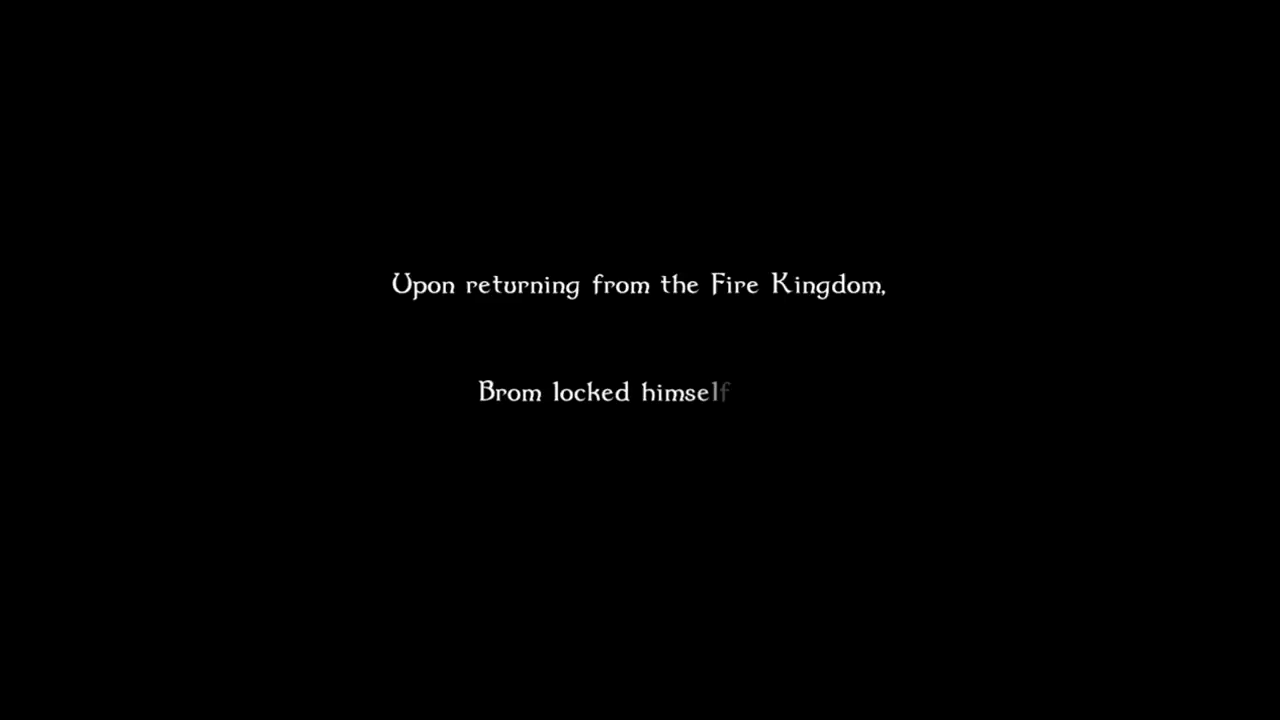 Upon returning from the Fire Kingdom,
Brom locked himself